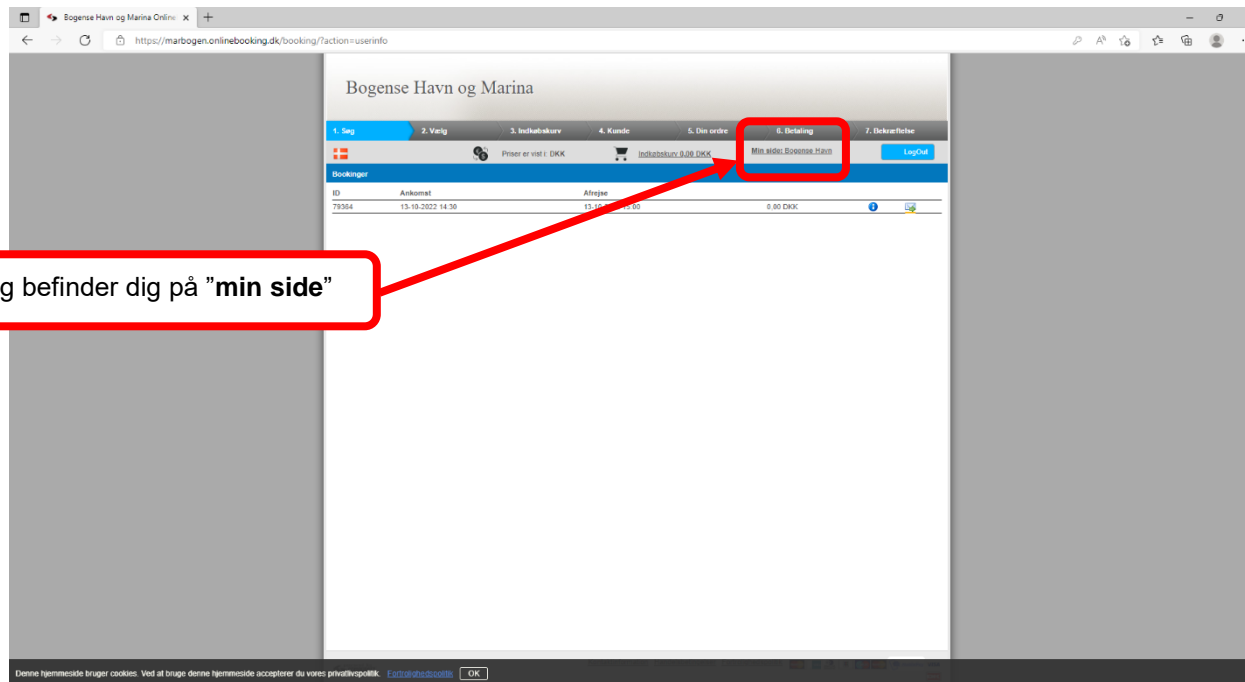 Bogense Havn og Marina Online
https://marbogen.onlinebooking.dk/booking/?action=userinfo
Bogense Havn og Marina
1. Søg 2. Vælg 3. Indkøbskurv 4. Kunde 5. Din ordre 6. Betaling 7. Bekræftelse
Priser er vist i: DKK Indkøbskurv 0,00 DKK Min side: Bogense Havn LogOut
Bookinger
ID Ankomst Afrejse
79364 13-10-2022 14:30 0,00 DKK
g befinder dig på ”min side”
Denne hjemmeside bruger cookies. Ved at bruge denne hjemmeside accepterer du vores privatlivspolitik. Fortrolighedspolitik OK